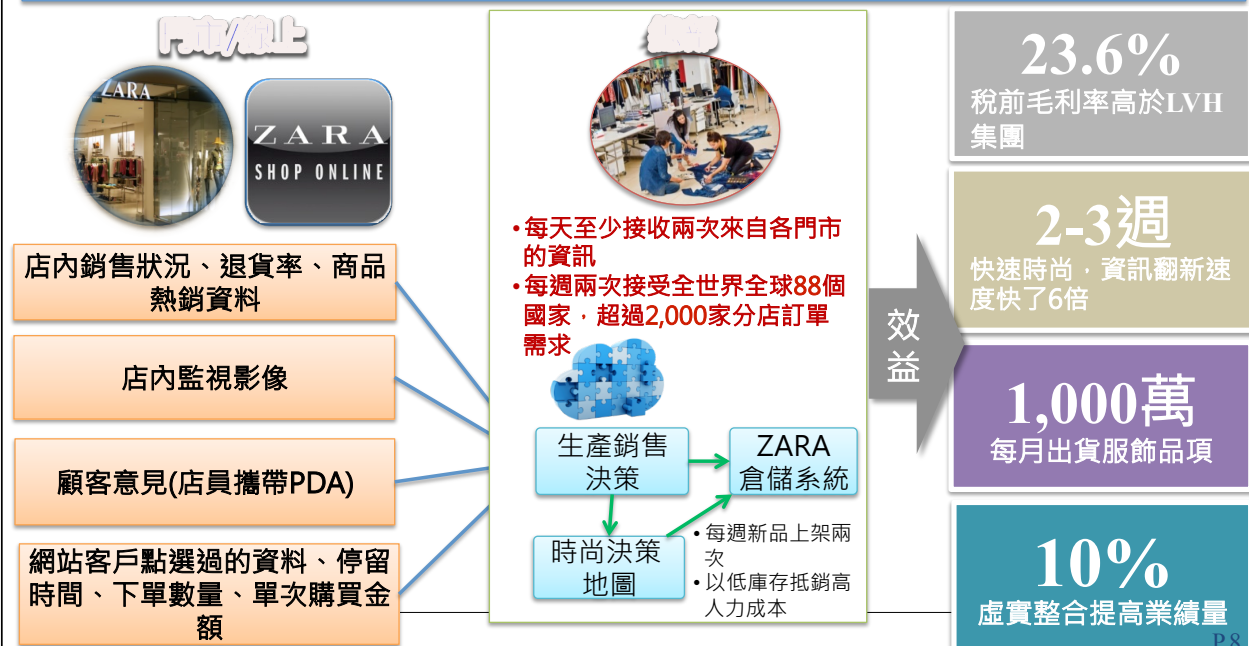 門市/線上
ZARA
ZARA
SHOP ONLINE
店內銷售狀況、退貨率、商品
熱銷資料
店內監視影像
顧客意見(店員攜帶PDA)
網站客戶點選過的資料、停留
時間、下單數量、單次購買金
額
總部
•每天至少接收兩次來自各門市
的資訊
•每週兩次接受全世界全球88個
國家，超過2,000家分店訂單
需求
生產銷售
決策
ZARA
倉儲系統
時尚決策
地圖
•每週新品上架兩
次
•以低庫存抵銷高
人力成本
效
益
23.6%
稅前毛利率高於LVH
集團
2-3週
快速時尚，資訊翻新速
度快了6倍
1,000萬
每月出貨服飾品項
10%
虛實整合提高業績量
P.8